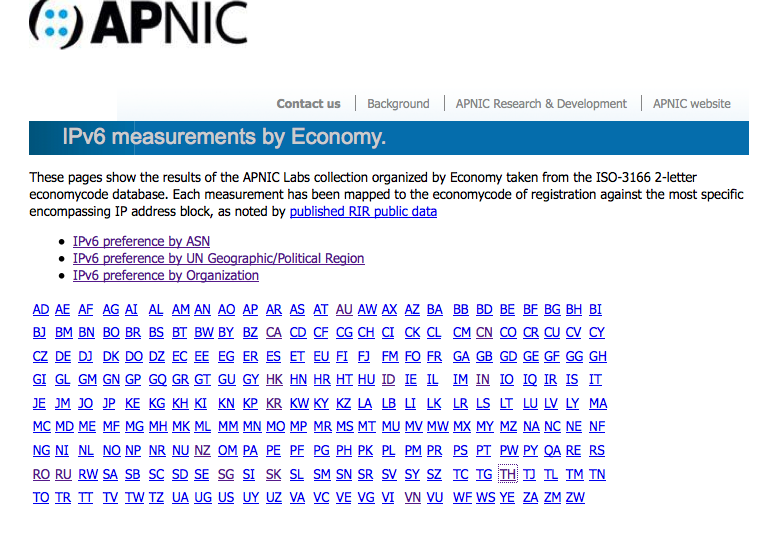 APNIC
Contact us Background APNIC Research & Development APNIC website
IPv6 measurements by Economy.
These pages show the results of the APNIC Labs collection organized by Economy taken from the ISO-3166 2-letter
economycode database. Each measurement has been mapped to the economycode of registration against the most specific
encompassing IP address block, as noted by published RIR public data
IPv6 preference by ASN
IPv6 preference by UN Geographic/Political Region
IPv6 preference by Organization
AD AE AF AG AI AL AM AN AO AP AR AS AT AU AW AX AZ BA BB BD BE BF BG BH BI
BJ BM BN BO BR BS BT BW BY BZ CA CD CF CG CH CI CK CL CM CN CO CR CU CV CY
CZ DE DJ DK DO DZ EC EE EG ER ES ET EU FI FJ FM FO FR GA GB GD GE GF GG GH
GI GL GM GN GP GQ GR GT GU GY HK HN HR HT HU ID IE IL IM IN IO IQ IR IS IT
JE JM JO JP KE KG KH KI KN KP KR KW KY KZ LA LB LI LK LR LS LT LU LV LY MA
MC MD ME MF MG MH MK ML MM MN MO MP MR MS MT MU MV MW MX MY MZ NA NC NE NF
NG NI NL NO NP NR NU NZ OM PA PE PF PG PH PK PL PM PR PS PT PW PY QA RE RS
RO RU RW SA SB SC SD SE SG SI SK SL SM SN SR SV SY SZ TC TG TH TJ TL TM TN
TO TR TT TV TW TZ UA UG US UY UZ VA VC VE VG VI VN VU WF WS YE ZA ZM ZW